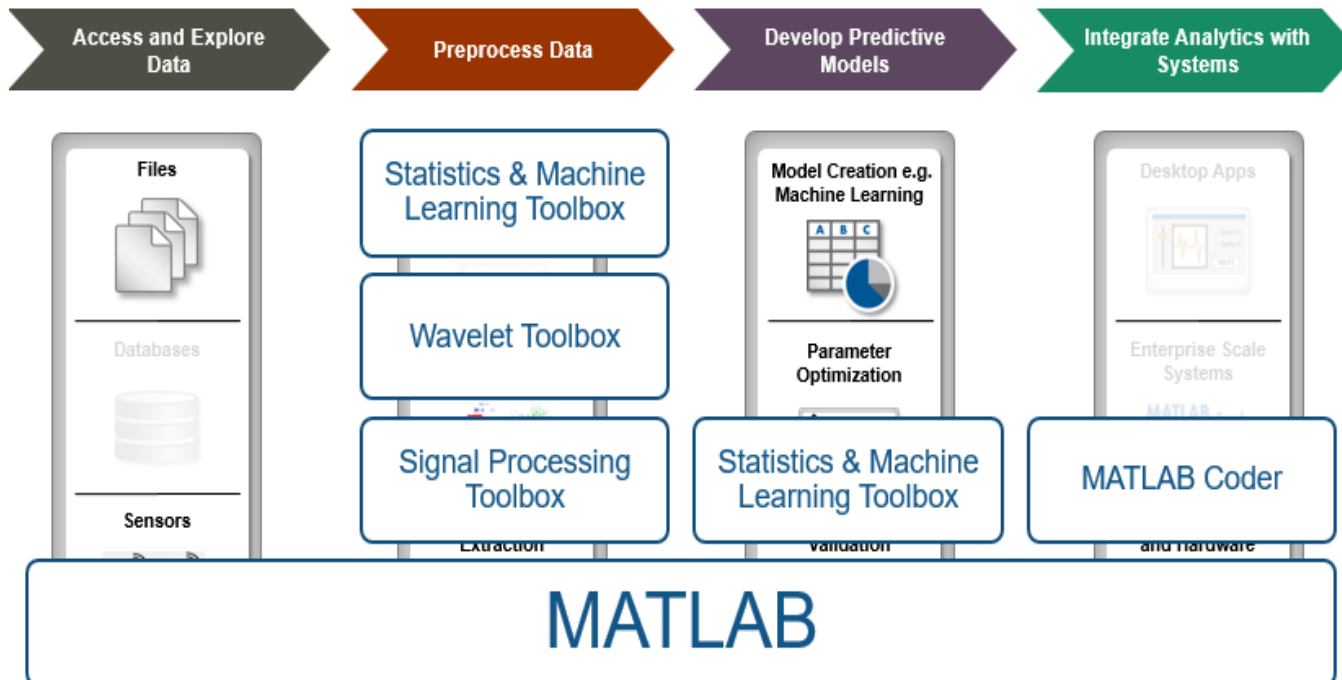 Access and Explore
Data
Preprocess Data
Develop Predictive
Models
Integrate Analytics with
Systems
Files
Databases
Sensors
Statistics & Machine
Learning Toolbox
Wavelet Toolbox
Signal Processing
Toolbox
Extraction
Model Creation e.g.
Machine Learning
A B C
Parameter
Optimization
Statistics & Machine
Learning Toolbox
Validation
Desktop Apps
NEXT
Enterprise Scale
Systems
MATLAB
MATLAB Coder
and Hardware
MATLAB